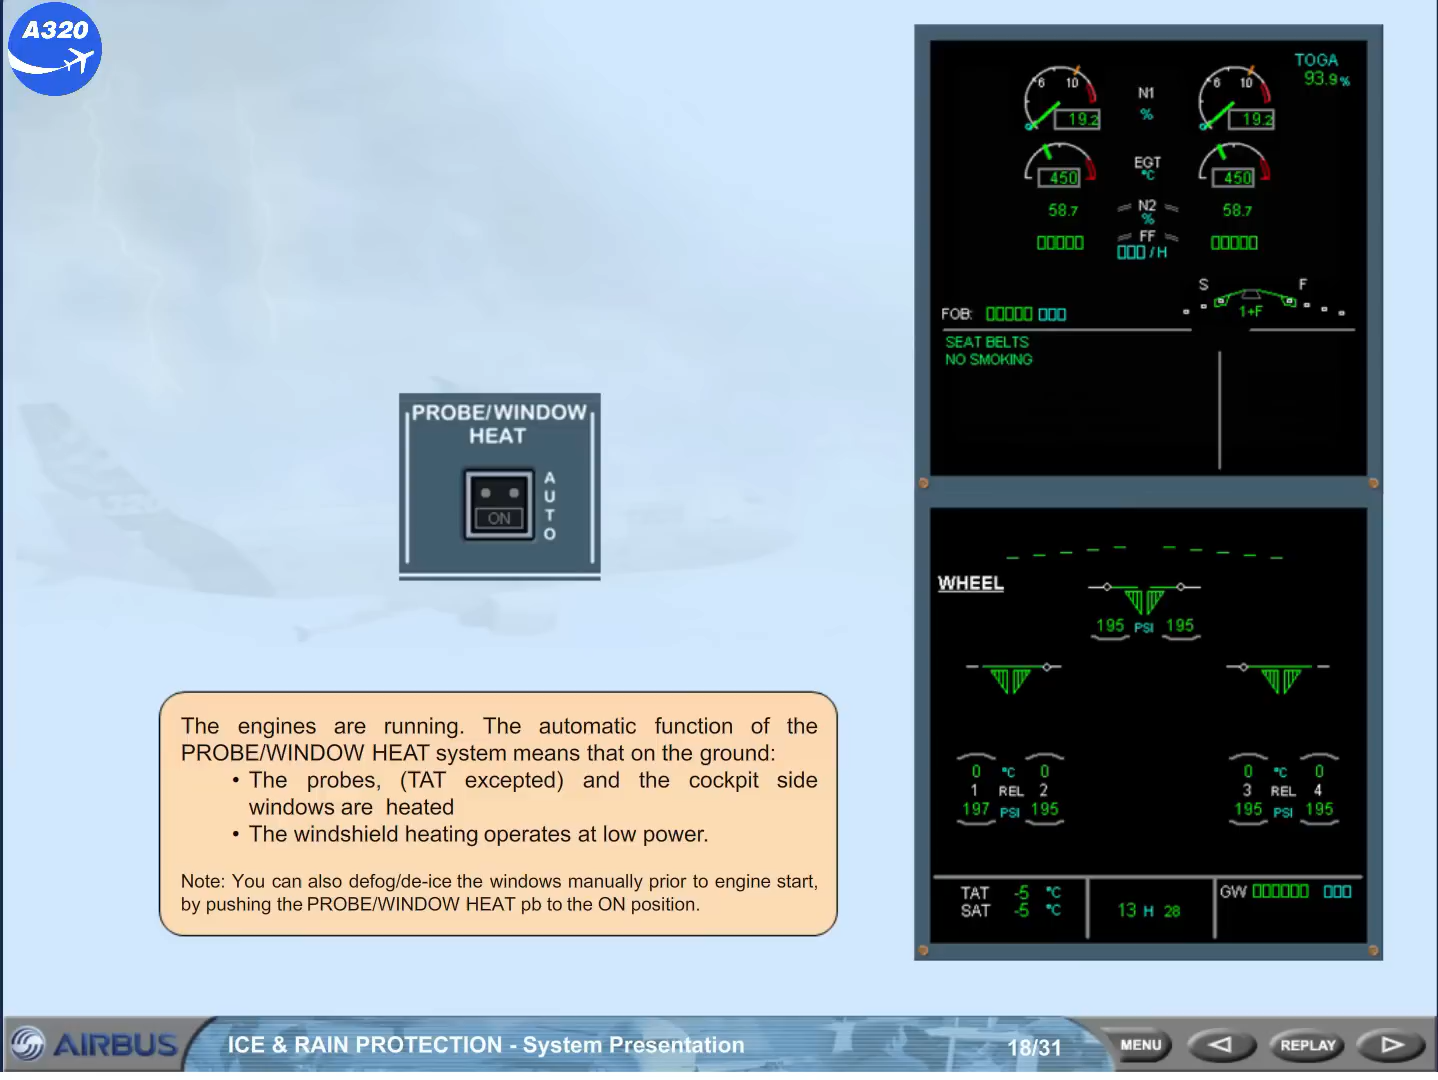 A320
TOGA
93.9 %
6 10 N1 6 10
19.2 % 19.2
EGT
450 °C 450
58.7 N2 58.7
%
FF
/ H
S F
FOB: 1+F
SEAT BELTS
NO SMOKING
PROBE/WINDOW
HEAT
A
U
T
O
ON
WHEEL
195 PSI 195
0 °C 0 0 °C 0
1 REL 2 3 REL 4
197 PSI 195 195 PSI 195
TAT -5 °C GW
SAT -5 °C 13 H 28
The engines are running. The automatic function of the
PROBE/WINDOW HEAT system means that on the ground:
• The probes, (TAT excepted) and the cockpit side
windows are heated
• The windshield heating operates at low power.
Note: You can also defog/de-ice the windows manually prior to engine start,
by pushing the PROBE/WINDOW HEAT pb to the ON position.
AIRBUS ICE & RAIN PROTECTION - System Presentation 18/31 MENU REPLAY